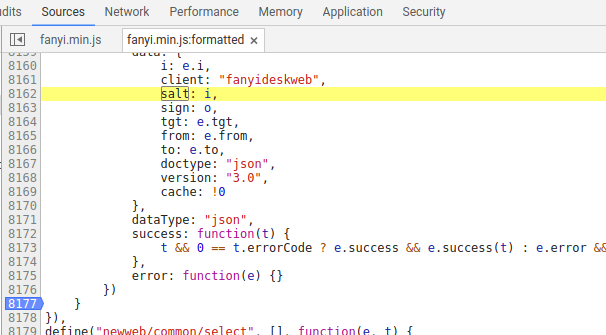 udits Sources Network Performance Memory Application Security
fanyi.min.js fanyi.min.js:formatted ×
8159 data: {
8160 i: e.i,
8161 client: "fanyideskweb",
8162 salt: i,
8163 sign: o,
8164 tgt: e.tgt,
8165 from: e.from,
8166 to: e.to,
8167 doctype: "json",
8168 version: "3.0",
8169 cache: !0
8170 },
8171 dataType: "json",
8172 success: function(t) {
8173 t && 0 == t.errorCode ? e.success && e.success(t) : e.error &&
8174 },
8175 error: function(e) {}
8176 })
8177 }
8178 }),
8179 define("newweb/common/select", [], function(e, t) {